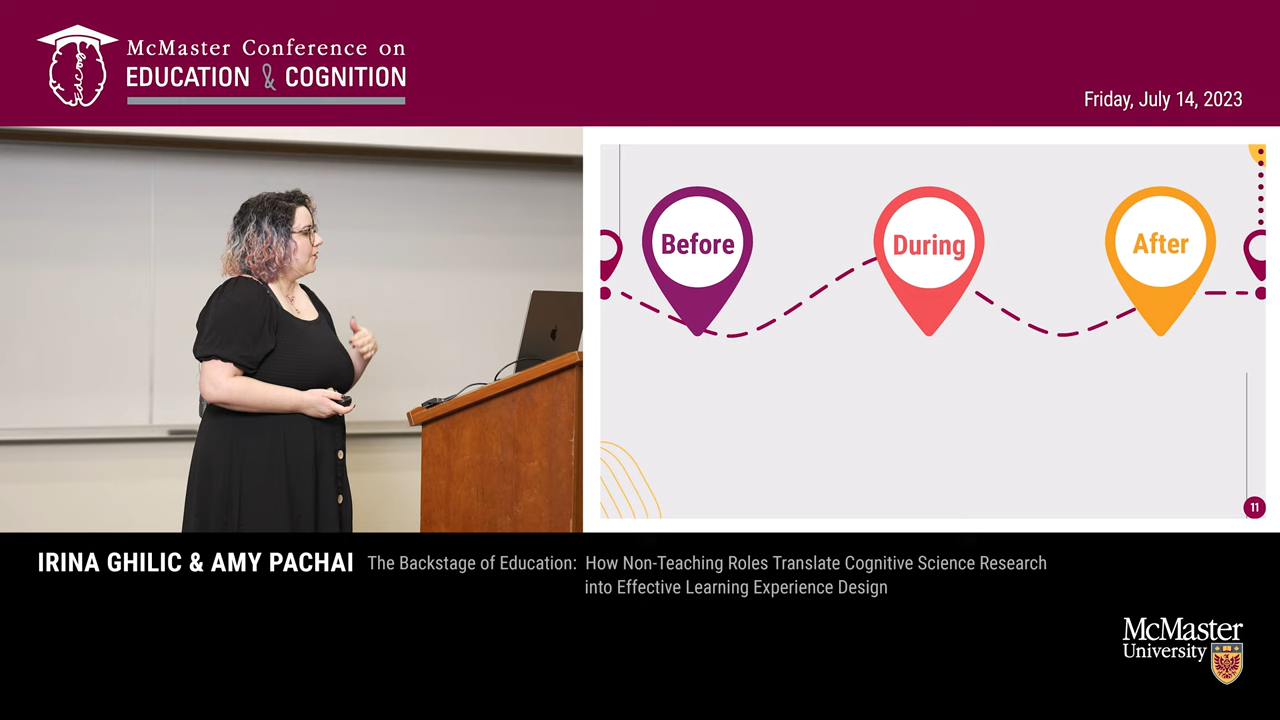 McMaster Conference on
EDUCATION & COGNITION
Friday, July 14, 2023
Before
During
After
11
IRINA GHILIC & AMY PACHAI
The Backstage of Education: How Non-Teaching Roles Translate Cognitive Science Research
into Effective Learning Experience Design
McMaster
University